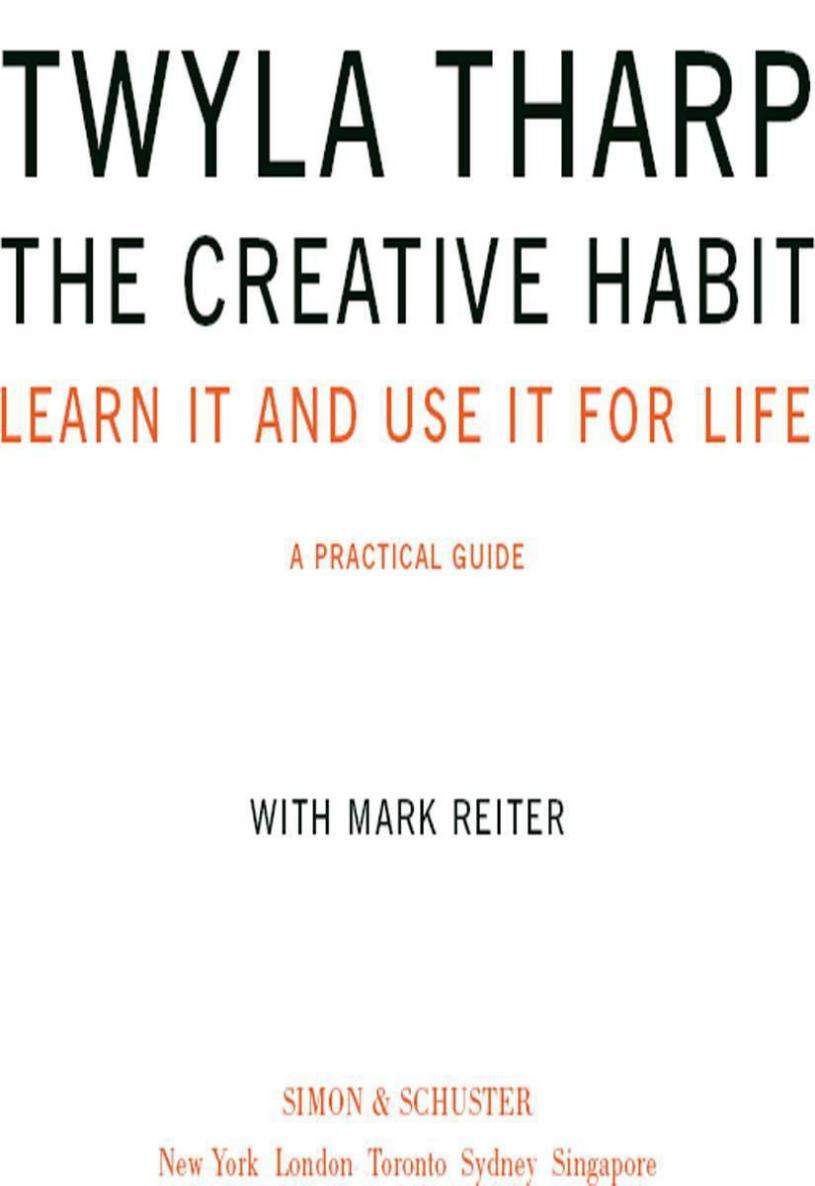 TWYLA THARP
THE CREATIVE HABIT
LEARN IT AND USE IT FOR LIFE
A PRACTICAL GUIDE
WITH MARK REITER
SIMON & SCHUSTER
New York London Toronto Sydney Singapore